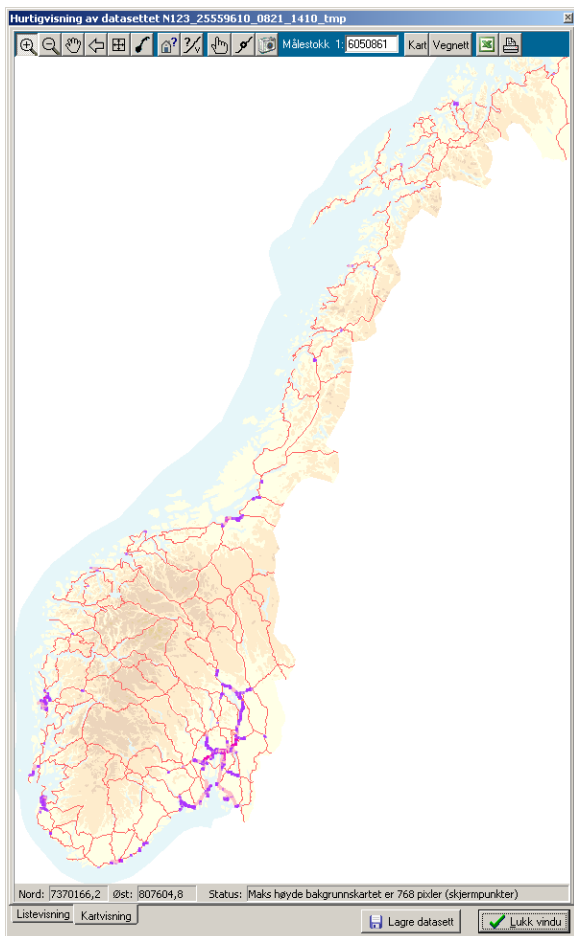 Hurtigvisning av datasettet N123_25559610_0821_1410_tmp
Målestokk 1: 6050861 Kart Vegnett
Nord: 7370166,2 Øst: 807604,8 Status: Maks høyde bakgrunnskartet er 768 pixler (skjermpunkter)
Listevisning Kartvisning
Lagre datasett Lukk vindu